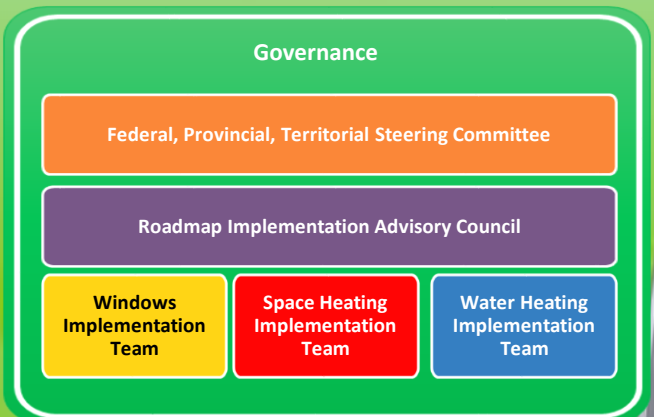 Governance
Federal, Provincial, Territorial Steering Committee
Roadmap Implementation Advisory Council
Windows
Implementation
Team
Space Heating
Implementation
Team
Water Heating
Implementation
Team